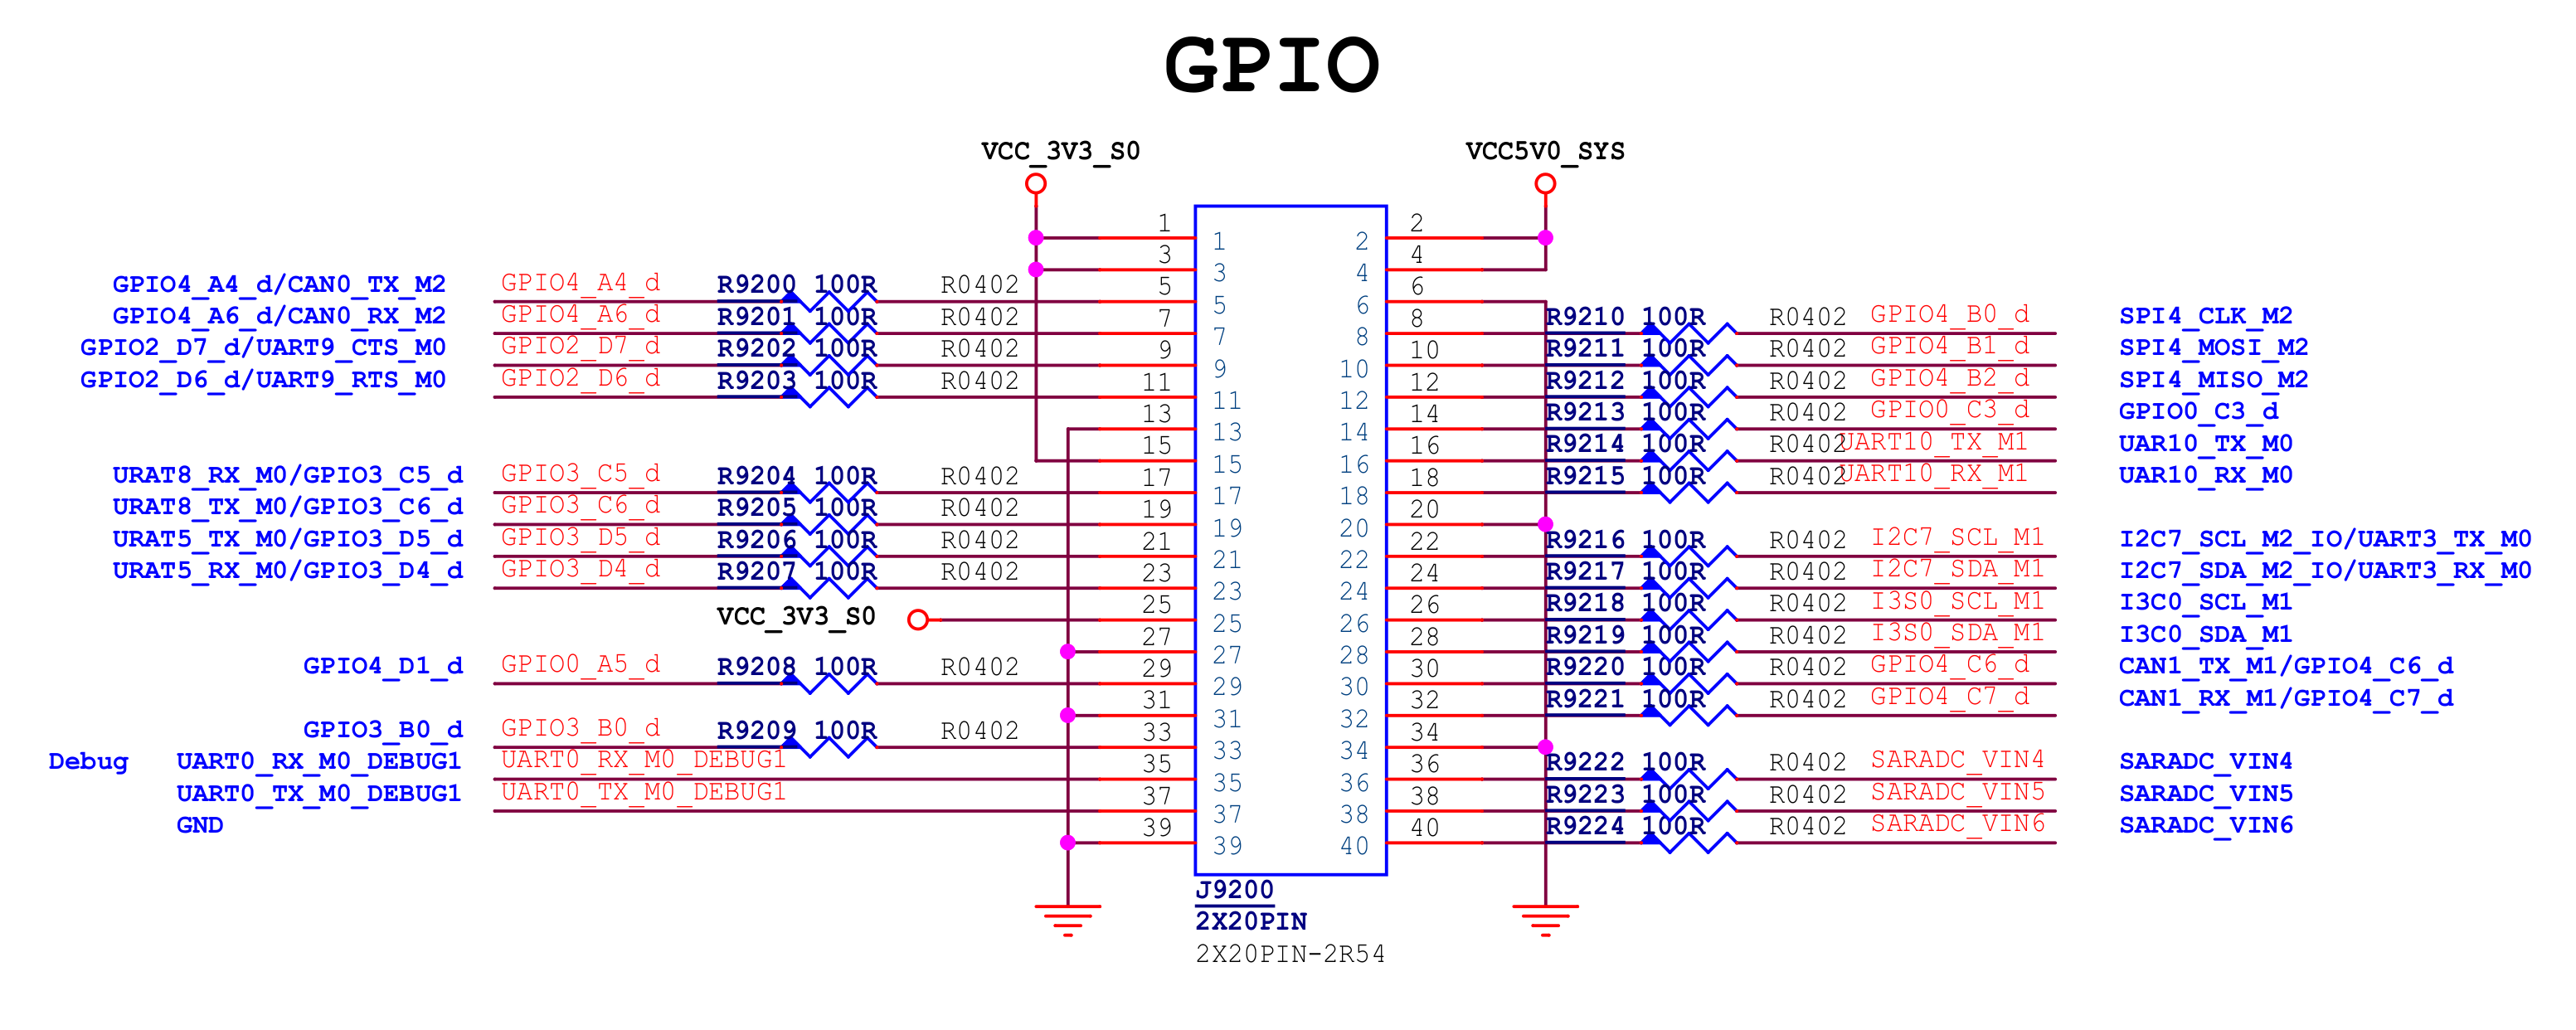 GPIO
VCC_3V3_S0 VCC5V0_SYS
1 1 2 2
3 3 4 4
GPIO4_A4_d/CAN0_TX_M2 GPIO4_A4_d R9200 100R R0402 5 5 6 6
GPIO4_A6_d/CAN0_RX_M2 GPIO4_A6_d R9201 100R R0402 7 7 8 8 R9210 100R R0402 GPIO4_B0_d SPI4_CLK_M2
GPIO2_D7_d/UART9_CTS_M0 GPIO2_D7_d R9202 100R R0402 9 9 10 10 R9211 100R R0402 GPIO4_B1_d SPI4_MOSI_M2
GPIO2_D6_d/UART9_RTS_M0 GPIO2_D6_d R9203 100R R0402 11 11 12 12 R9212 100R R0402 GPIO4_B2_d SPI4_MISO_M2
13 13 14 14 R9213 100R R0402 GPIO0_C3_d GPIO0_C3_d
15 15 16 16 R9214 100R R0402 UART10_TX_M1 UAR10_TX_M0
URAT8_RX_M0/GPIO3_C5_d GPIO3_C5_d R9204 100R R0402 17 17 18 18 R9215 100R R0402 UART10_RX_M1 UAR10_RX_M0
URAT8_TX_M0/GPIO3_C6_d GPIO3_C6_d R9205 100R R0402 19 19 20 20
URAT5_TX_M0/GPIO3_D5_d GPIO3_D5_d R9206 100R R0402 21 21 22 22 R9216 100R R0402 I2C7_SCL_M1 I2C7_SCL_M2_IO/UART3_TX_M0
URAT5_RX_M0/GPIO3_D4_d GPIO3_D4_d R9207 100R R0402 23 23 24 24 R9217 100R R0402 I2C7_SDA_M1 I2C7_SDA_M2_IO/UART3_RX_M0
VCC_3V3_S0 25 25 26 26 R9218 100R R0402 I3S0_SCL_M1 I3C0_SCL_M1
27 27 28 28 R9219 100R R0402 I3S0_SDA_M1 I3C0_SDA_M1
GPIO4_D1_d GPIO0_A5_d R9208 100R R0402 29 29 30 30 R9220 100R R0402 GPIO4_C6_d CAN1_TX_M1/GPIO4_C6_d
31 31 32 32 R9221 100R R0402 GPIO4_C7_d CAN1_RX_M1/GPIO4_C7_d
GPIO3_B0_d GPIO3_B0_d R9209 100R R0402 33 33 34 34
Debug UART0_RX_M0_DEBUG1 UART0_RX_M0_DEBUG1 35 35 36 36 R9222 100R R0402 SARADC_VIN4 SARADC_VIN4
UART0_TX_M0_DEBUG1 UART0_TX_M0_DEBUG1 37 37 38 38 R9223 100R R0402 SARADC_VIN5 SARADC_VIN5
GND 39 39 40 40 R9224 100R R0402 SARADC_VIN6 SARADC_VIN6
J9200
2X20PIN
2X20PIN-2R54